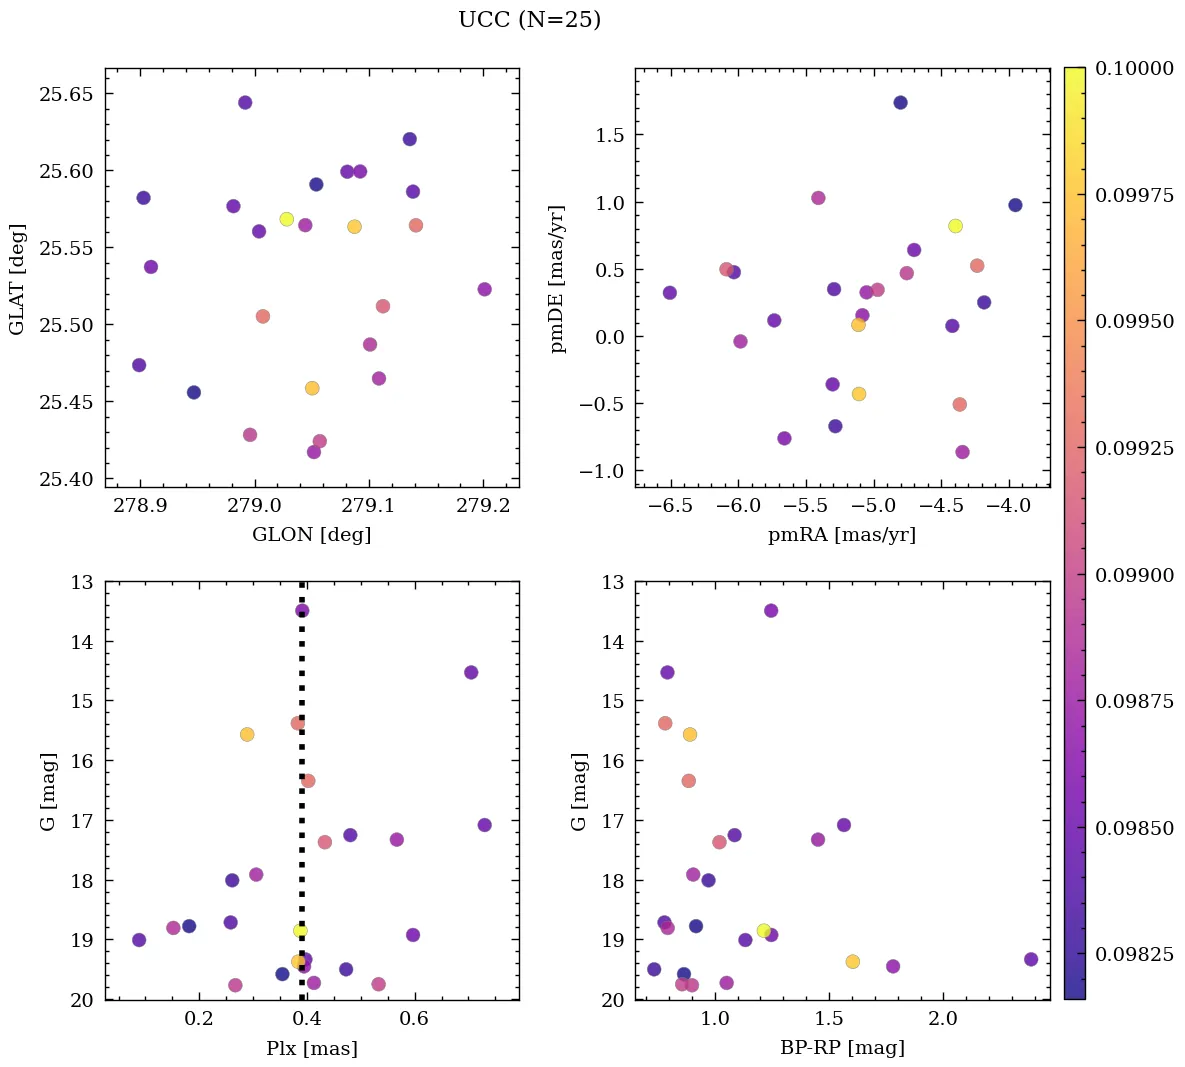 UCC (N=25)
25.65
25.60
25.55
25.50
25.45
25.40
GLAT [deg]
278.9 279.0 279.1 279.2
GLON [deg]
1.5
1.0
0.5
0.0
−0.5
−1.0
pmDE [mas/yr]
−6.5 −6.0 −5.5 −5.0 −4.5 −4.0
pmRA [mas/yr]
13
14
15
16
17
18
19
20
G [mag]
0.2 0.4 0.6
Plx [mas]
13
14
15
16
17
18
19
20
G [mag]
1.0 1.5 2.0
BP-RP [mag]
0.10000
0.09975
0.09950
0.09925
0.09900
0.09875
0.09850
0.09825